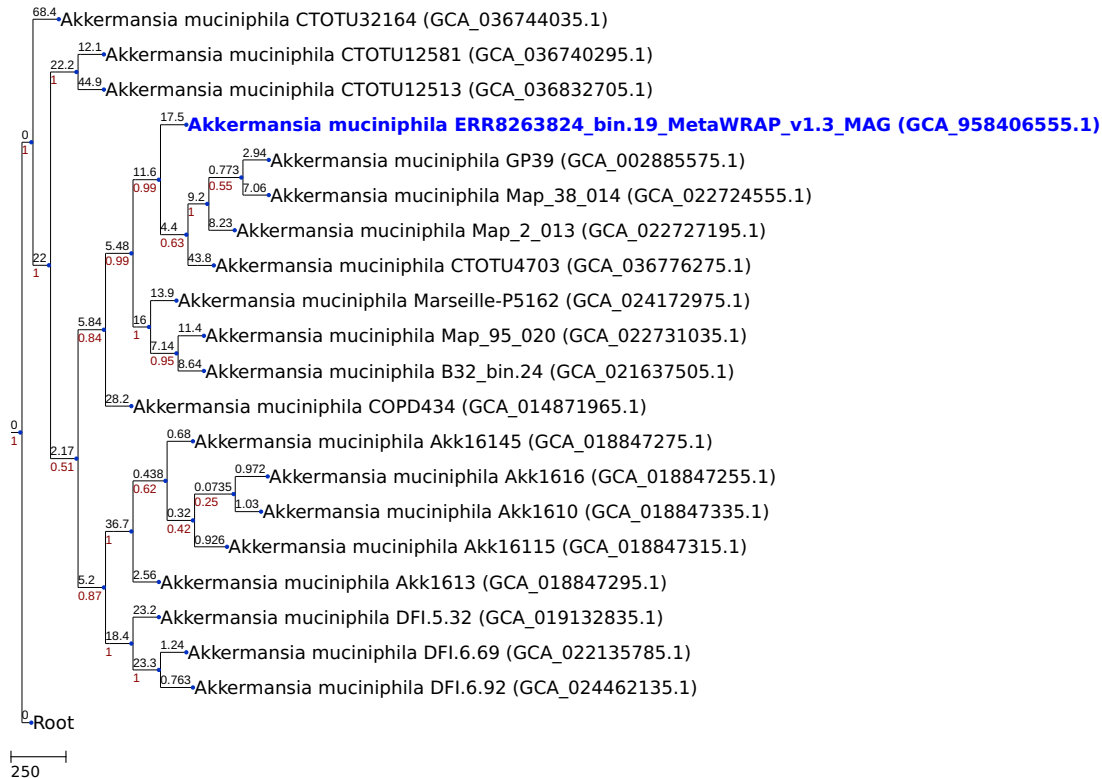 68.4
Akkermansia muciniphila CTOTU32164 (GCA_036744035.1)
12.1
Akkermansia muciniphila CTOTU12581 (GCA_036740295.1)
22.2
1
44.9
Akkermansia muciniphila CTOTU12513 (GCA_036832705.1)
17.5
Akkermansia muciniphila ERR8263824_bin.19_MetaWRAP_v1.3_MAG (GCA_958406555.1)
0
1
2.94
Akkermansia muciniphila GP39 (GCA_002885575.1)
11.6
0.99
0.773
0.55
7.06
Akkermansia muciniphila Map_38_014 (GCA_022724555.1)
9.2
1
8.23
Akkermansia muciniphila Map_2_013 (GCA_022727195.1)
4.4
0.63
5.48
0.99
22
1
43.8
Akkermansia muciniphila CTOTU4703 (GCA_036776275.1)
13.9
Akkermansia muciniphila Marseille-P5162 (GCA_024172975.1)
16
1
5.84
0.84
11.4
Akkermansia muciniphila Map_95_020 (GCA_022731035.1)
7.14
0.95
8.64
Akkermansia muciniphila B32_bin.24 (GCA_021637505.1)
28.2
Akkermansia muciniphila COPD434 (GCA_014871965.1)
0
1
0.68
Akkermansia muciniphila Akk16145 (GCA_018847275.1)
2.17
0.51
0.438
0.62
0.972
Akkermansia muciniphila Akk1616 (GCA_018847255.1)
0.0735
0.25
1.03
Akkermansia muciniphila Akk1610 (GCA_018847335.1)
0.32
0.42
36.7
1
0.926
Akkermansia muciniphila Akk16115 (GCA_018847315.1)
2.56
Akkermansia muciniphila Akk1613 (GCA_018847295.1)
5.2
0.87
23.2
Akkermansia muciniphila DFI.5.32 (GCA_019132835.1)
18.4
1
1.24
Akkermansia muciniphila DFI.6.69 (GCA_022135785.1)
23.3
1
0.763
Akkermansia muciniphila DFI.6.92 (GCA_024462135.1)
0
Root
250